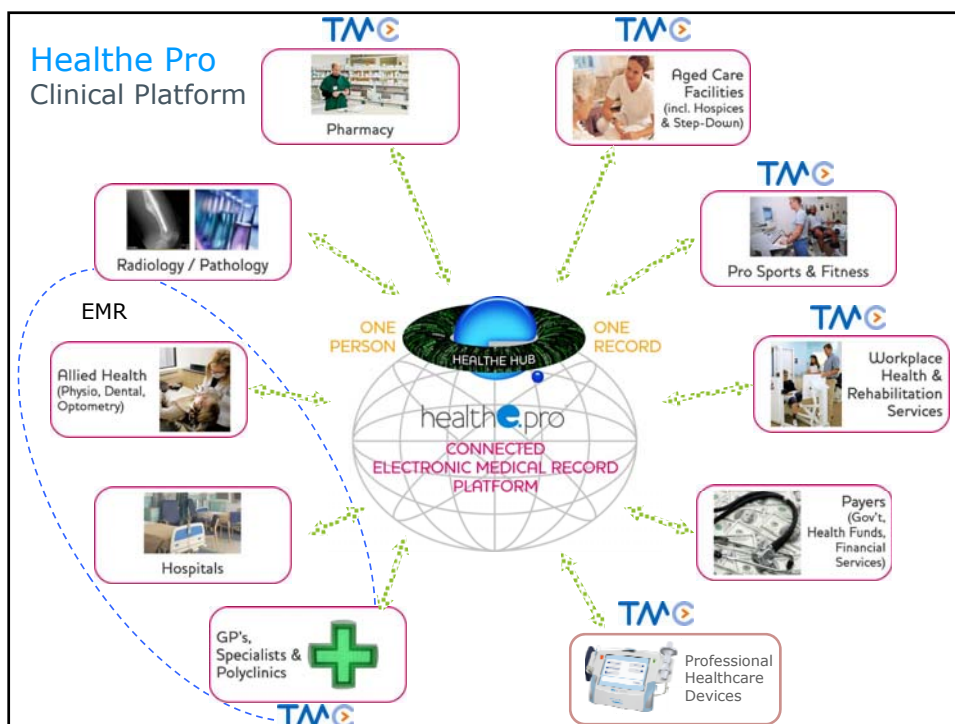 TMC
TMC
Healthe Pro
Clinical Platform
Pharmacy
Aged Care
Facilities
(incl. Hospices
& Step-Down)
TMC
Radiology / Pathology
Pro Sports & Fitness
EMR
ONE
PERSON
ONE
RECORD
HEALTHE HUB
TMC
Allied Health
(Physio, Dental,
Optometry)
Workplace
Health &
Rehabilitation
Services
healthe.pro
CONNECTED
ELECTRONIC MEDICAL RECORD
PLATFORM
Hospitals
Payers
(Gov't,
Health Funds,
Financial
Services)
GP's,
Specialists &
Polyclinics
TMC
TMC
Professional
Healthcare
Devices